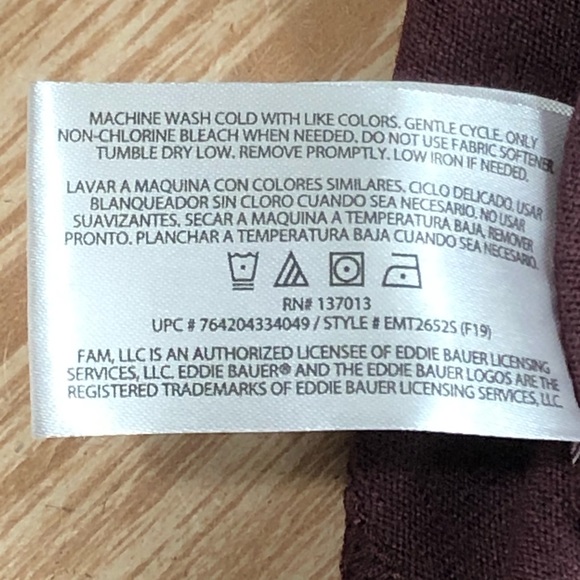 MACHINE WASH COLD WITH LIKE COLORS. GENTLE CYCLE. ONLY
NON-CHLORINE BLEACH WHEN NEEDED. DO NOT USE FABRIC SOFTENER.
TUMBLE DRY LOW. REMOVE PROMPTLY. LOW IRON IF NEEDED.
LAVAR A MAQUINA CON COLORES SIMILARES. CICLO DELICADO. USAR
BLANQUEADOR SIN CLORO CUANDO SEA NECESARIO. NO USAR
SUAVIZANTES. SECAR A MAQUINA A TEMPERATURA BAJA. REMOVER
PRONTO. PLANCHAR A TEMPERATURA BAJA CUANDO SEA NECESARIO.
RN# 137013
UPC # 764204334049 / STYLE # EMT2652S (F19)
FAM, LLC IS AN AUTHORIZED LICENSEE OF EDDIE BAUER LICENSING
SERVICES, LLC. EDDIE BAUER® AND THE EDDIE BAUER LOGOS ARE THE
REGISTERED TRADEMARKS OF EDDIE BAUER LICENSING SERVICES, LLC.